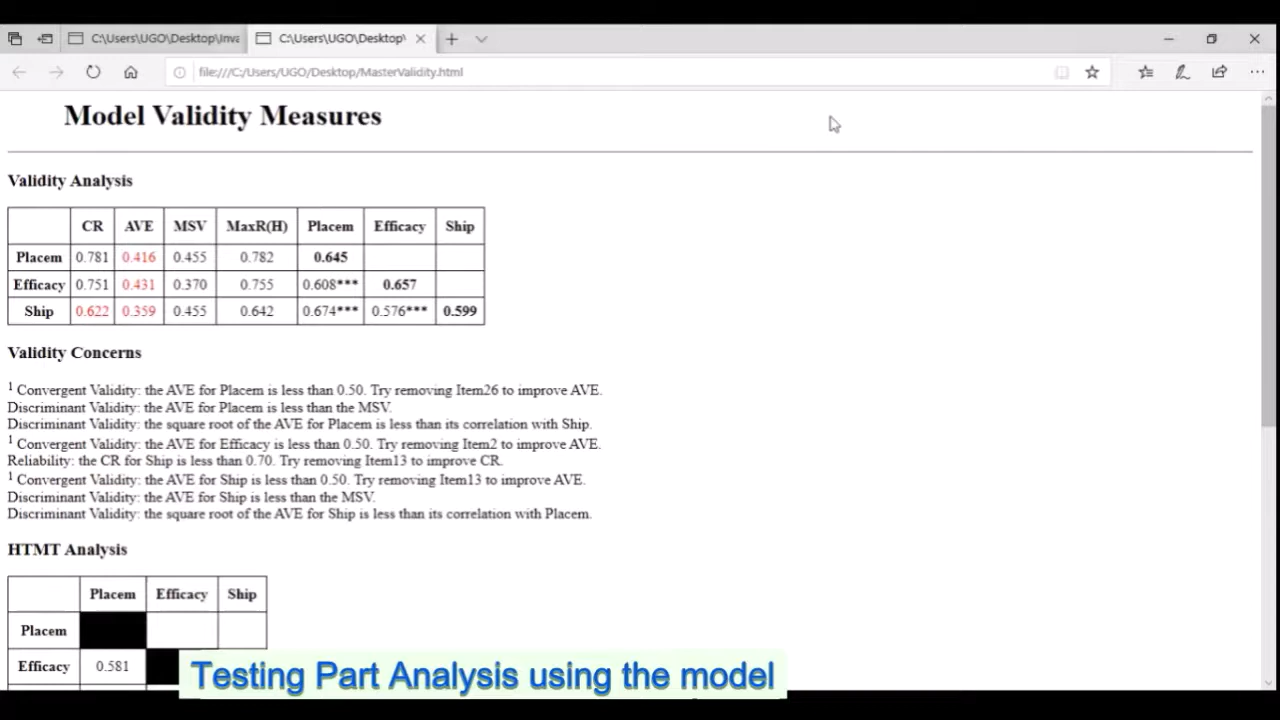 C:\Users\UGO\Desktop\Inva
C:\Users\UGO\Desktop\
file:///C:/Users/UGO/Desktop/MasterValidity.html
Model Validity Measures
Validity Analysis
CR AVE MSV MaxR(H) Placem Efficacy Ship
Placem 0.781 0.416 0.455 0.782 0.645
Efficacy 0.751 0.431 0.370 0.755 0.608*** 0.657
Ship 0.622 0.359 0.455 0.642 0.674*** 0.576*** 0.599
Validity Concerns
1 Convergent Validity: the AVE for Placem is less than 0.50. Try removing Item26 to improve AVE.
Discriminant Validity: the AVE for Placem is less than the MSV.
Discriminant Validity: the square root of the AVE for Placem is less than its correlation with Ship.
1 Convergent Validity: the AVE for Efficacy is less than 0.50. Try removing Item2 to improve AVE.
Reliability: the CR for Ship is less than 0.70. Try removing Item13 to improve CR.
1 Convergent Validity: the AVE for Ship is less than 0.50. Try removing Item13 to improve AVE.
Discriminant Validity: the AVE for Ship is less than the MSV.
Discriminant Validity: the square root of the AVE for Ship is less than its correlation with Placem.
HTMT Analysis
Placem Efficacy Ship
Placem
Efficacy 0.581
Testing Part Analysis using the model